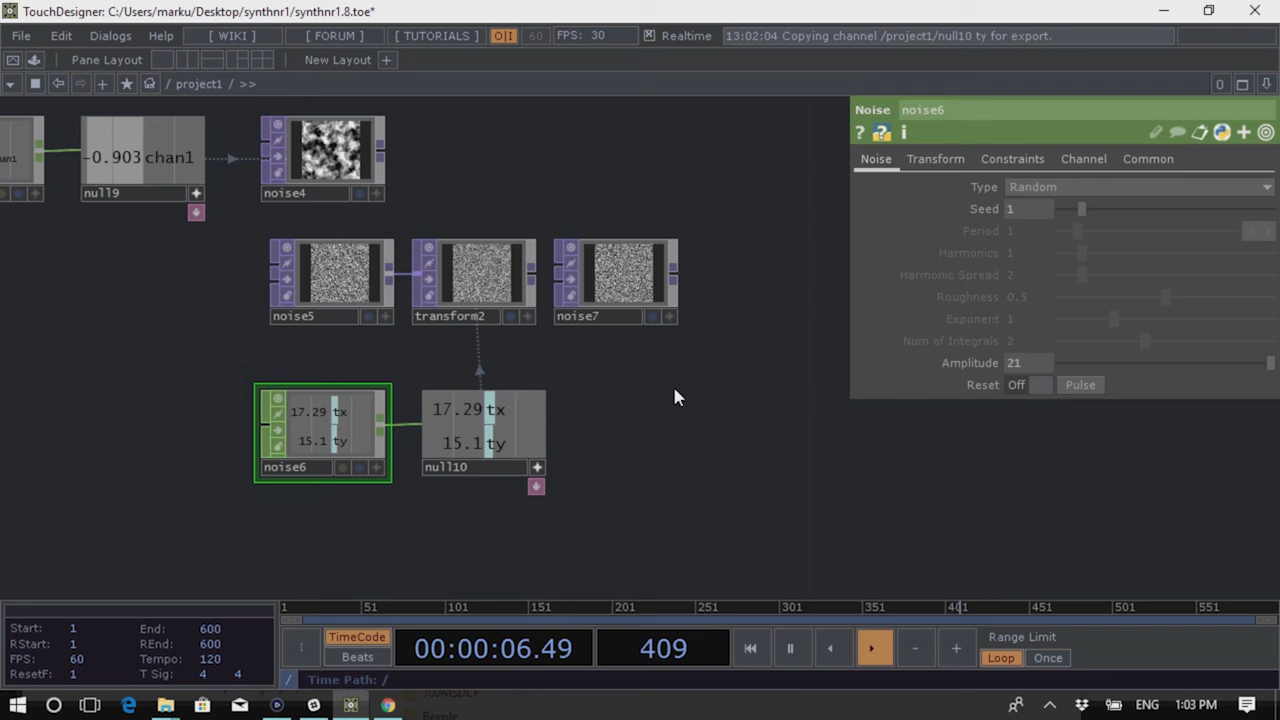 TouchDesigner: C:/Users/marku/Desktop/synthnr1/synthnr1.8.toe*
File Edit Dialogs Help [ WIKI ] [ FORUM ] [ TUTORIALS ] O|I 60 FPS: 30 Realtime 13:02:04 Copying channel /project1/null10 ty for export.
Pane Layout New Layout +
/ project1 / >> 0
Noise noise6
? ? i
Noise Transform Constraints Channel Common
Type Random
Seed 1
Period 1
Harmonics 1
Harmonic Spread 2
Roughness 0.5
Exponent 1
Num of Integrals 2
Amplitude 21
Reset Off Pulse
chan1
-0.903 chan1
null9
noise4
noise5 transform2 noise7
17.29 tx
15.1 ty
noise6
17.29 tx
15.1 ty
null10
1 51 101 151 201 251 301 351 401 451 501 551
Start: 1 End: 600
RStart: 1 REnd: 600
FPS: 60 Tempo: 120
ResetF: 1 T Sig: 4 4
TimeCode
Beats
00:00:06.49
409
Range Limit
Loop Once
/ Time Path: /
100MSDCF
Beeple
ENG 1:03 PM